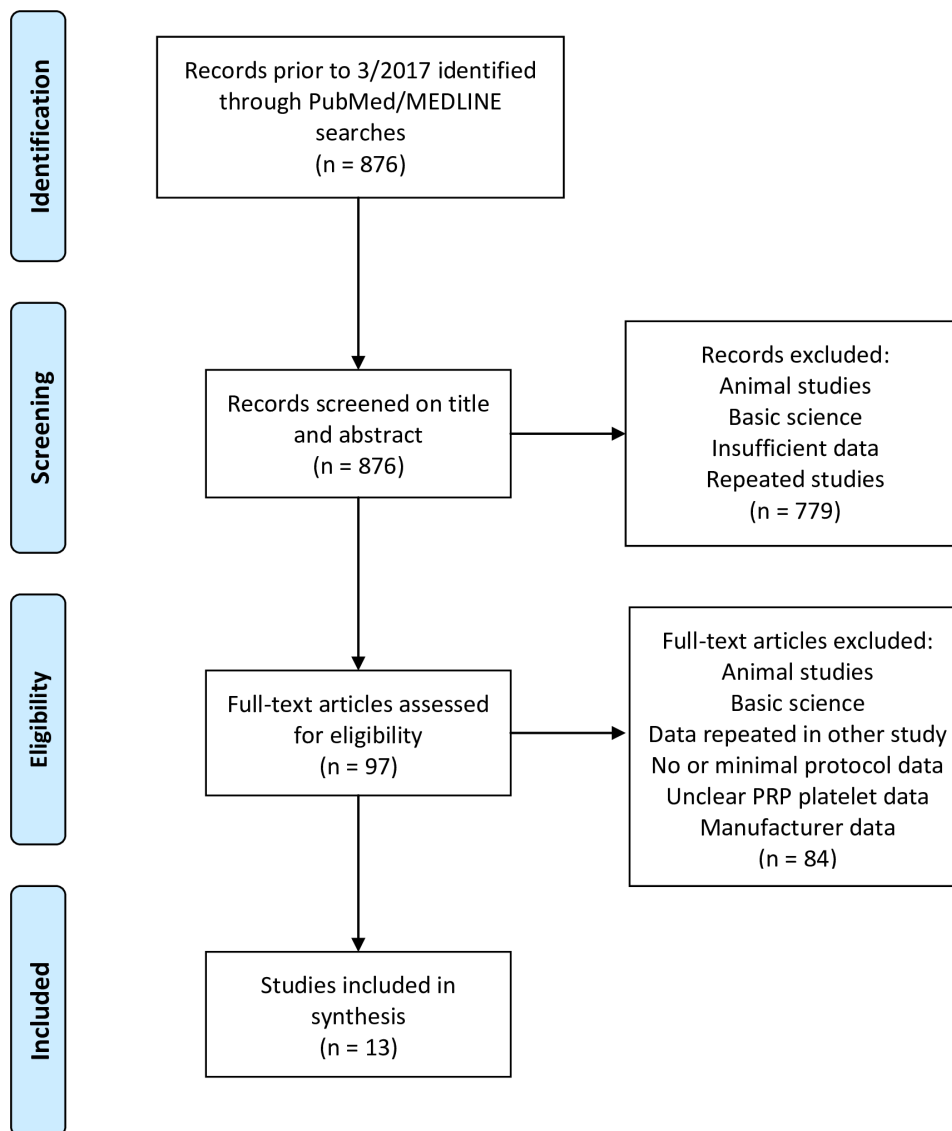 Identification
Records prior to 3/2017 identified
through PubMed/MEDLINE
searches
(n = 876)
Screening
Records screened on title
and abstract
(n = 876)
Records excluded:
Animal studies
Basic science
Insufficient data
Repeated studies
(n = 779)
Eligibility
Full-text articles assessed
for eligibility
(n = 97)
Full-text articles excluded:
Animal studies
Basic science
Data repeated in other study
No or minimal protocol data
Unclear PRP platelet data
Manufacturer data
(n = 84)
Included
Studies included in
synthesis
(n = 13)